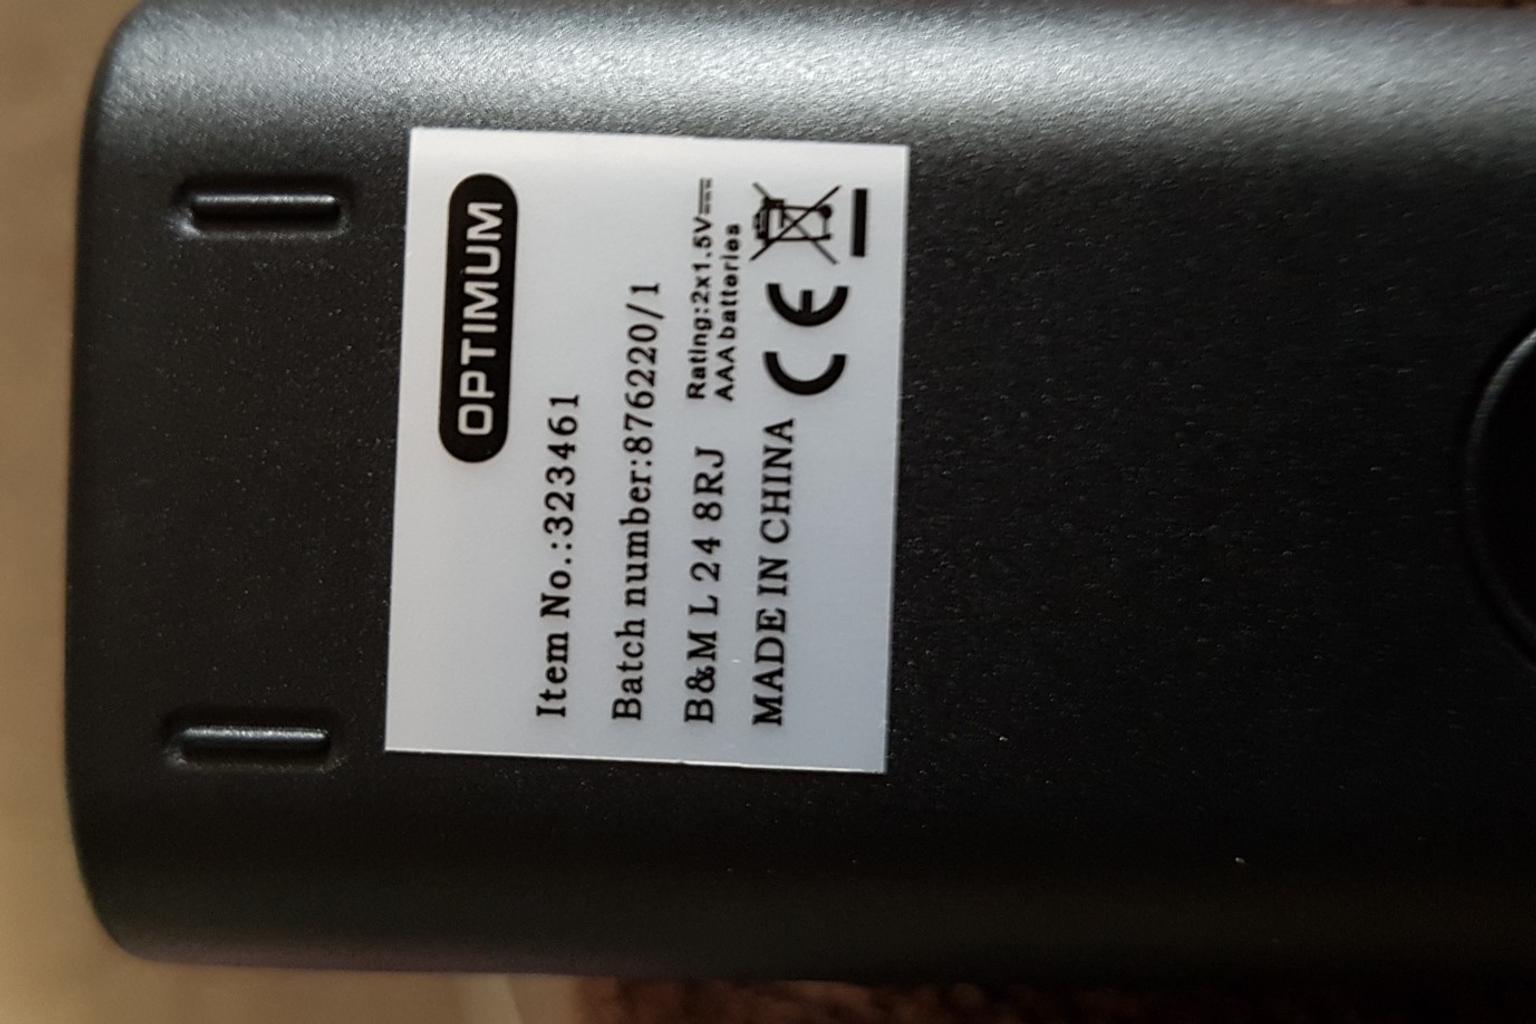 OPTIMUM
Item No.:323461
Batch number:876220/1
B&M L 24 8RJ
Rating:2x1.5V⎓
AAA batteries
MADE IN CHINA CE